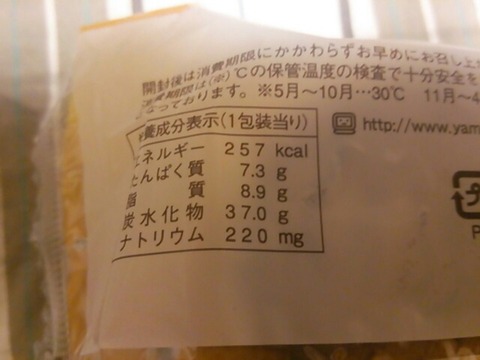 開封後は消費期限にかかわらずお早めにお召し上
消費期限は(※)℃の保管温度の検査で十分安全を
なっております。※5月〜10月…30℃ 11月〜4
栄養成分表示(1包装当り)
エネルギー 257 kcal
たんぱく質 7.3 g
脂質 8.9 g
炭水化物 37.0 g
ナトリウム 220 mg
http://www.yam
プ
P